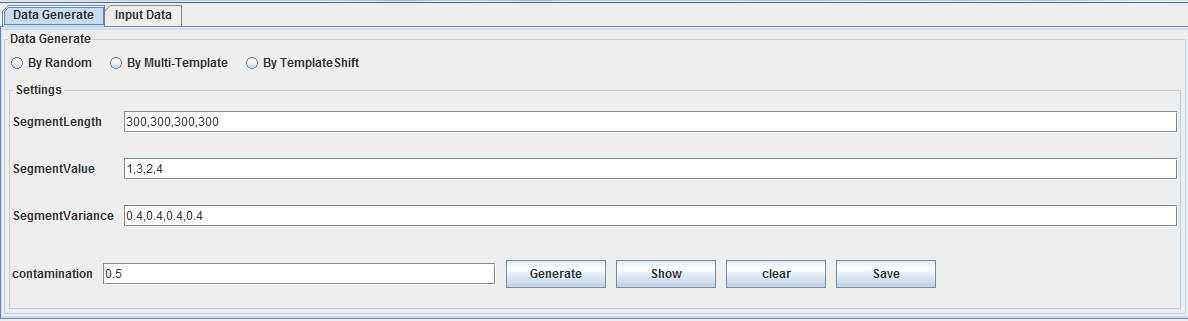 Data Generate Input Data
Data Generate
By Random By Multi-Template By TemplateShift
Settings
SegmentLength 300,300,300,300
SegmentValue 1,3,2,4
SegmentVariance 0.4,0.4,0.4,0.4
contamination 0.5 Generate Show clear Save